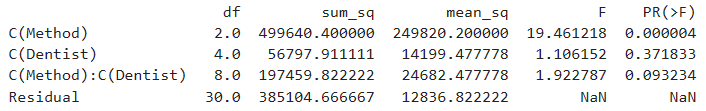 df sum_sq mean_sq F PR(>F)
C(Method) 2.0 499640.400000 249820.200000 19.461218 0.000004
C(Dentist) 4.0 56797.911111 14199.477778 1.106152 0.371833
C(Method):C(Dentist) 8.0 197459.822222 24682.477778 1.922787 0.093234
Residual 30.0 385104.666667 12836.822222 NaN NaN